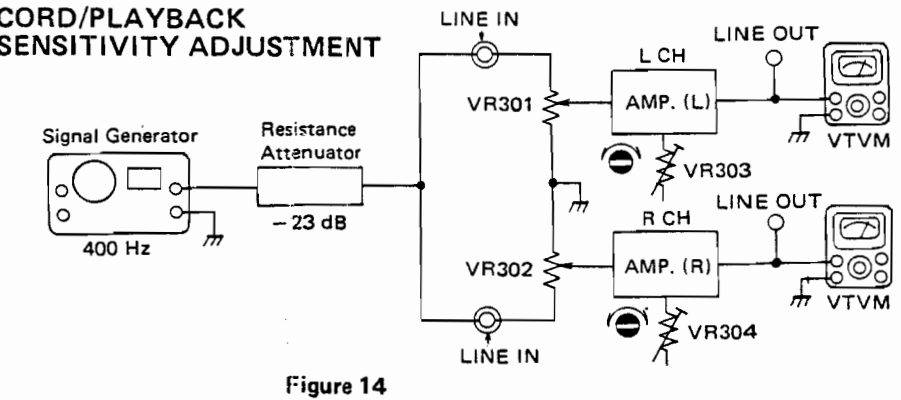 CORD/PLAYBACK
SENSITIVITY ADJUSTMENT
LINE IN
LINE OUT
L CH
VR301
AMP. (L)
VTVM
VR303
Signal Generator
Resistance
Attenuator
− 23 dB
400 Hz
LINE OUT
R CH
VR302
AMP. (R)
VTVM
VR304
LINE IN
Figure 14